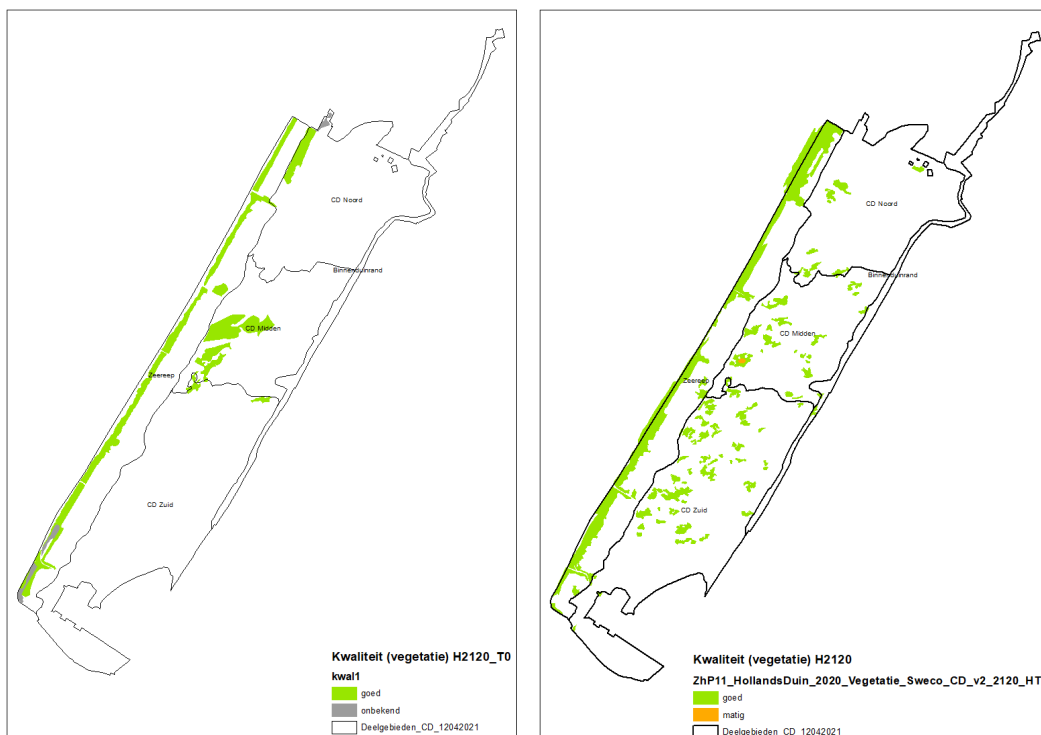 CD Noord
Binnenduinrand
CD Midden
Zeereep
CD Zuid
Kwaliteit (vegetatie) H2120_T0
kwal1
goed
onbekend
Deelgebieden_CD_12042021
CD Noord
Binnenduinrand
CD Midden
Zeereep
CD Zuid
Kwaliteit (vegetatie) H2120
ZhP11_HollandsDuin_2020_Vegetatie_Sweco_CD_v2_2120_HT
goed
matig
Deelgebieden_CD_12042021